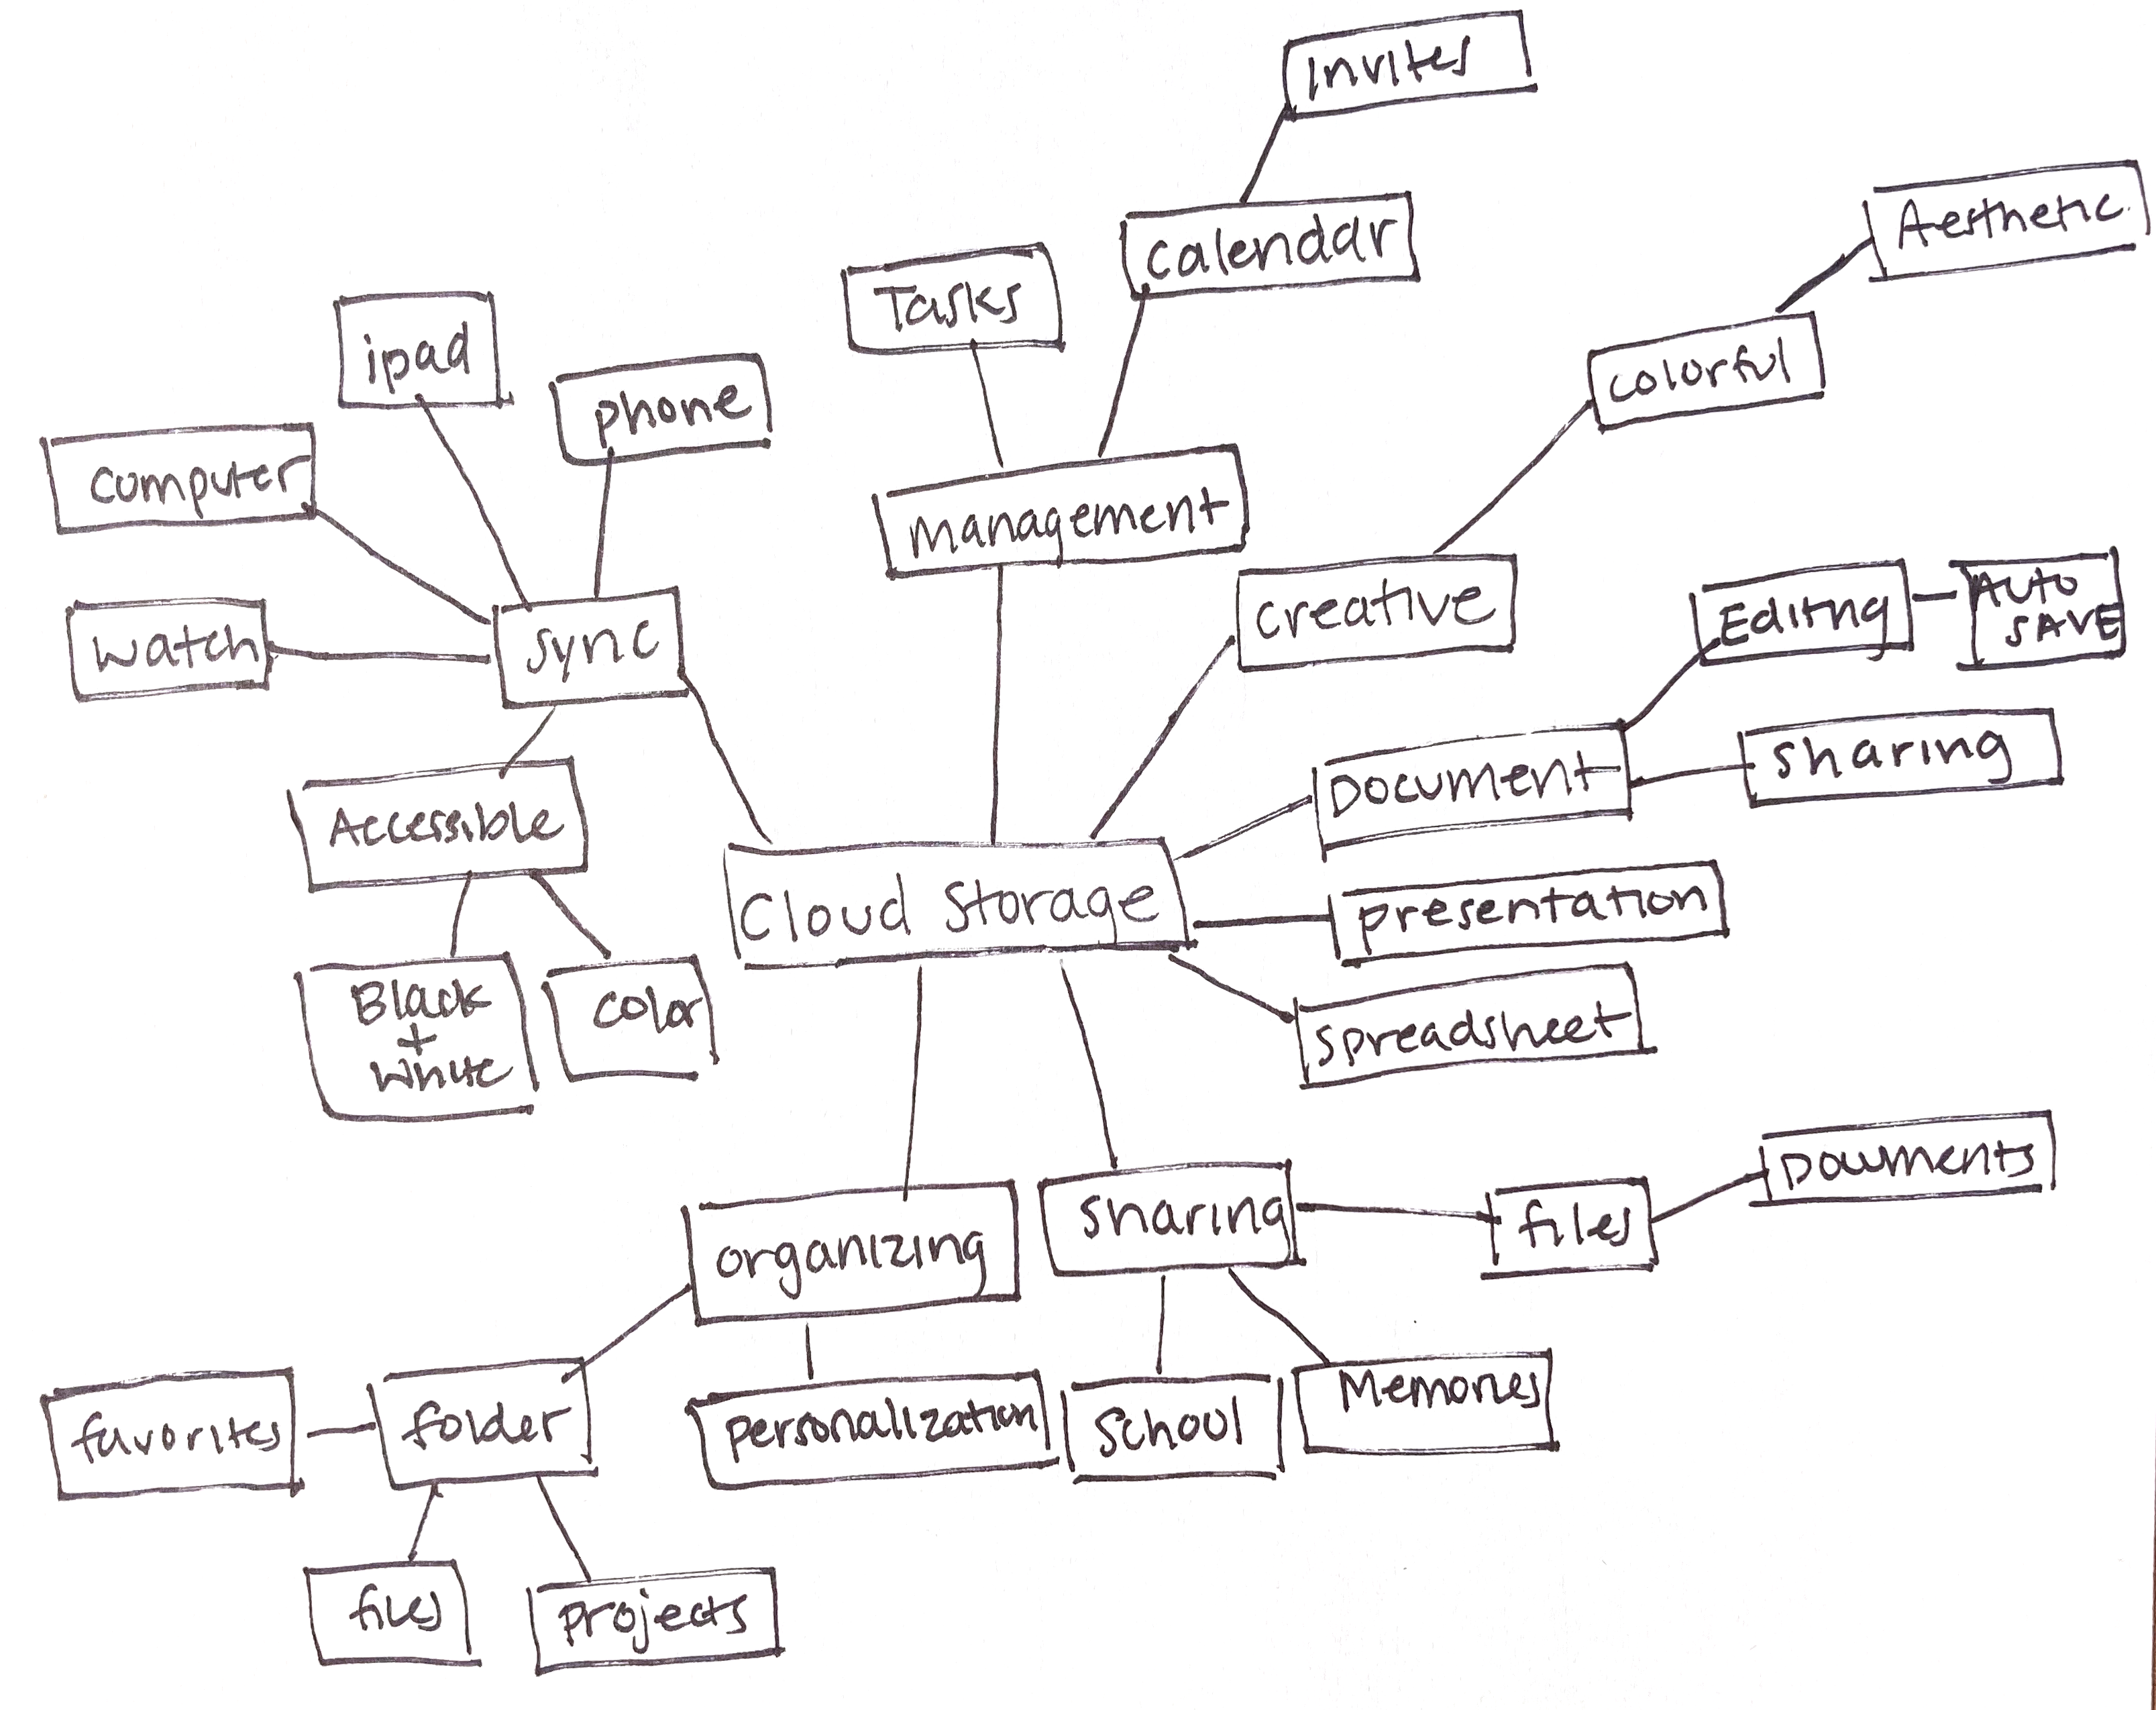 Invites
Aesthetic
calendar
Tasks
ipad
colorful
phone
computer
management
creative
Editing
AUTO
SAVE
watch
sync
sharing
Document
Accessible
Cloud Storage
presentation
Black
+
White
color
spreadsheet
Documents
sharing
files
organizing
Memories
favorites
folder
personalization
School
files
projects